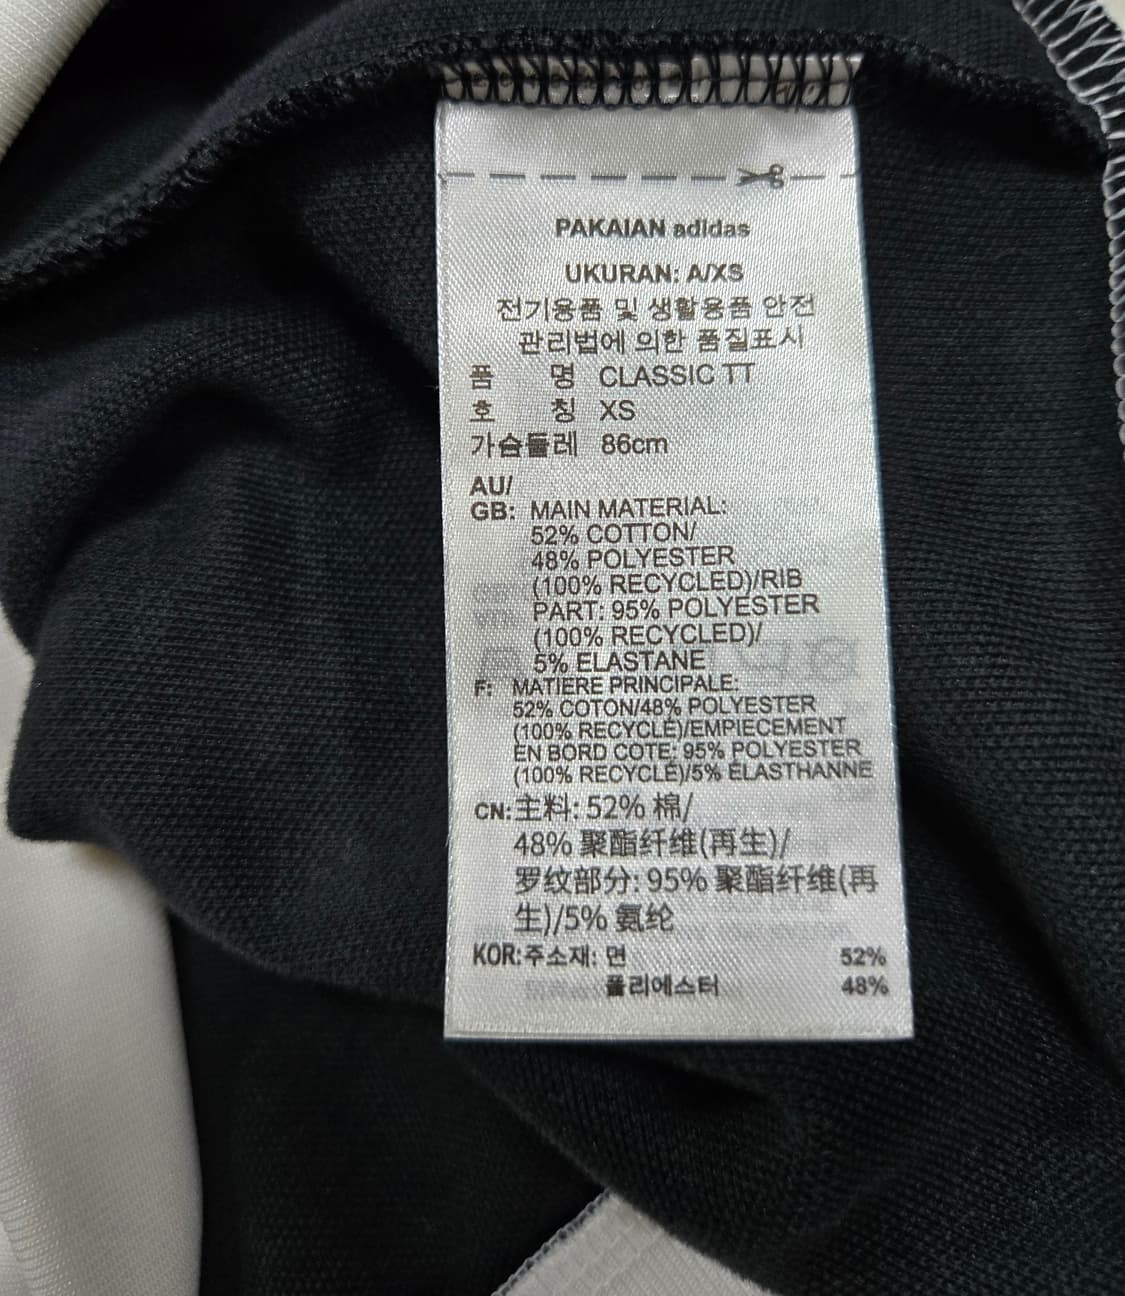 PAKAIAN adidas
UKURAN: A/XS
전기용품 및 생활용품 안전
관리법에 의한 품질표시
품 명 CLASSIC TT
호 칭 XS
가슴둘레 86cm
AU/
GB: MAIN MATERIAL:
52% COTTON/
48% POLYESTER
(100% RECYCLED)/RIB
PART: 95% POLYESTER
(100% RECYCLED)/
5% ELASTANE
F: MATIERE PRINCIPALE:
52% COTON/48% POLYESTER
(100% RECYCLÉ)/EMPIECEMENT
EN BORD COTE: 95% POLYESTER
(100% RECYCLÉ)/5% ÉLASTHANNE
CN:主料: 52% 棉/
48% 聚酯纤维(再生)/
罗纹部分: 95% 聚酯纤维(再
生)/5% 氨纶
KOR:주소재: 면 52%
폴리에스터 48%